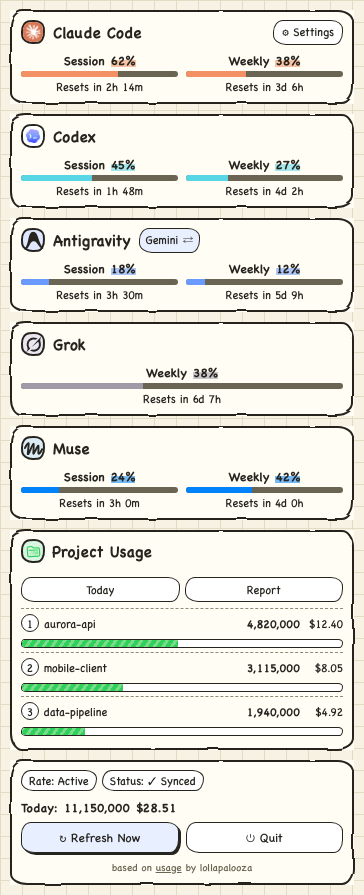 Claude Code ⚙ Settings
Session 62% Weekly 38%
Resets in 2h 14m Resets in 3d 6h
Codex
Session 45% Weekly 27%
Resets in 1h 48m Resets in 4d 2h
Antigravity Gemini ⇄
Session 18% Weekly 12%
Resets in 3h 30m Resets in 5d 9h
Grok
Weekly 38%
Resets in 6d 7h
Muse
Session 24% Weekly 42%
Resets in 3h 0m Resets in 4d 0h
Project Usage
Today Report
1 aurora-api 4,820,000 $12.40
2 mobile-client 3,115,000 $8.05
3 data-pipeline 1,940,000 $4.92
Rate: Active Status: ✓ Synced
Today: 11,150,000 $28.51
↻ Refresh Now ⏻ Quit
based on usage by lollapalooza